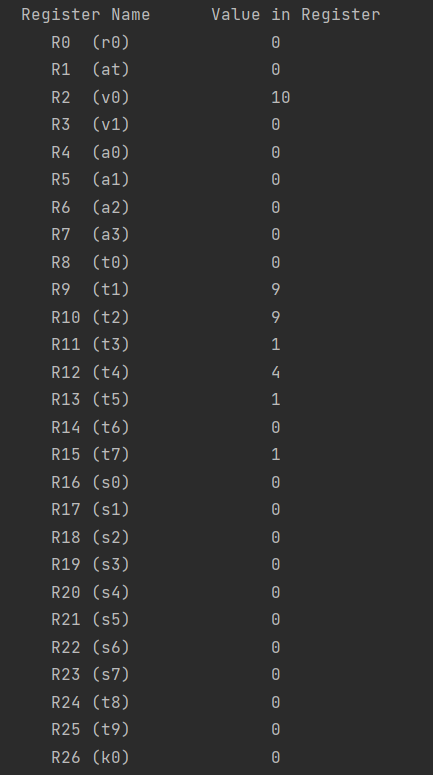 Register Name Value in Register
R0 (r0) 0
R1 (at) 0
R2 (v0) 10
R3 (v1) 0
R4 (a0) 0
R5 (a1) 0
R6 (a2) 0
R7 (a3) 0
R8 (t0) 0
R9 (t1) 9
R10 (t2) 9
R11 (t3) 1
R12 (t4) 4
R13 (t5) 1
R14 (t6) 0
R15 (t7) 1
R16 (s0) 0
R17 (s1) 0
R18 (s2) 0
R19 (s3) 0
R20 (s4) 0
R21 (s5) 0
R22 (s6) 0
R23 (s7) 0
R24 (t8) 0
R25 (t9) 0
R26 (k0) 0